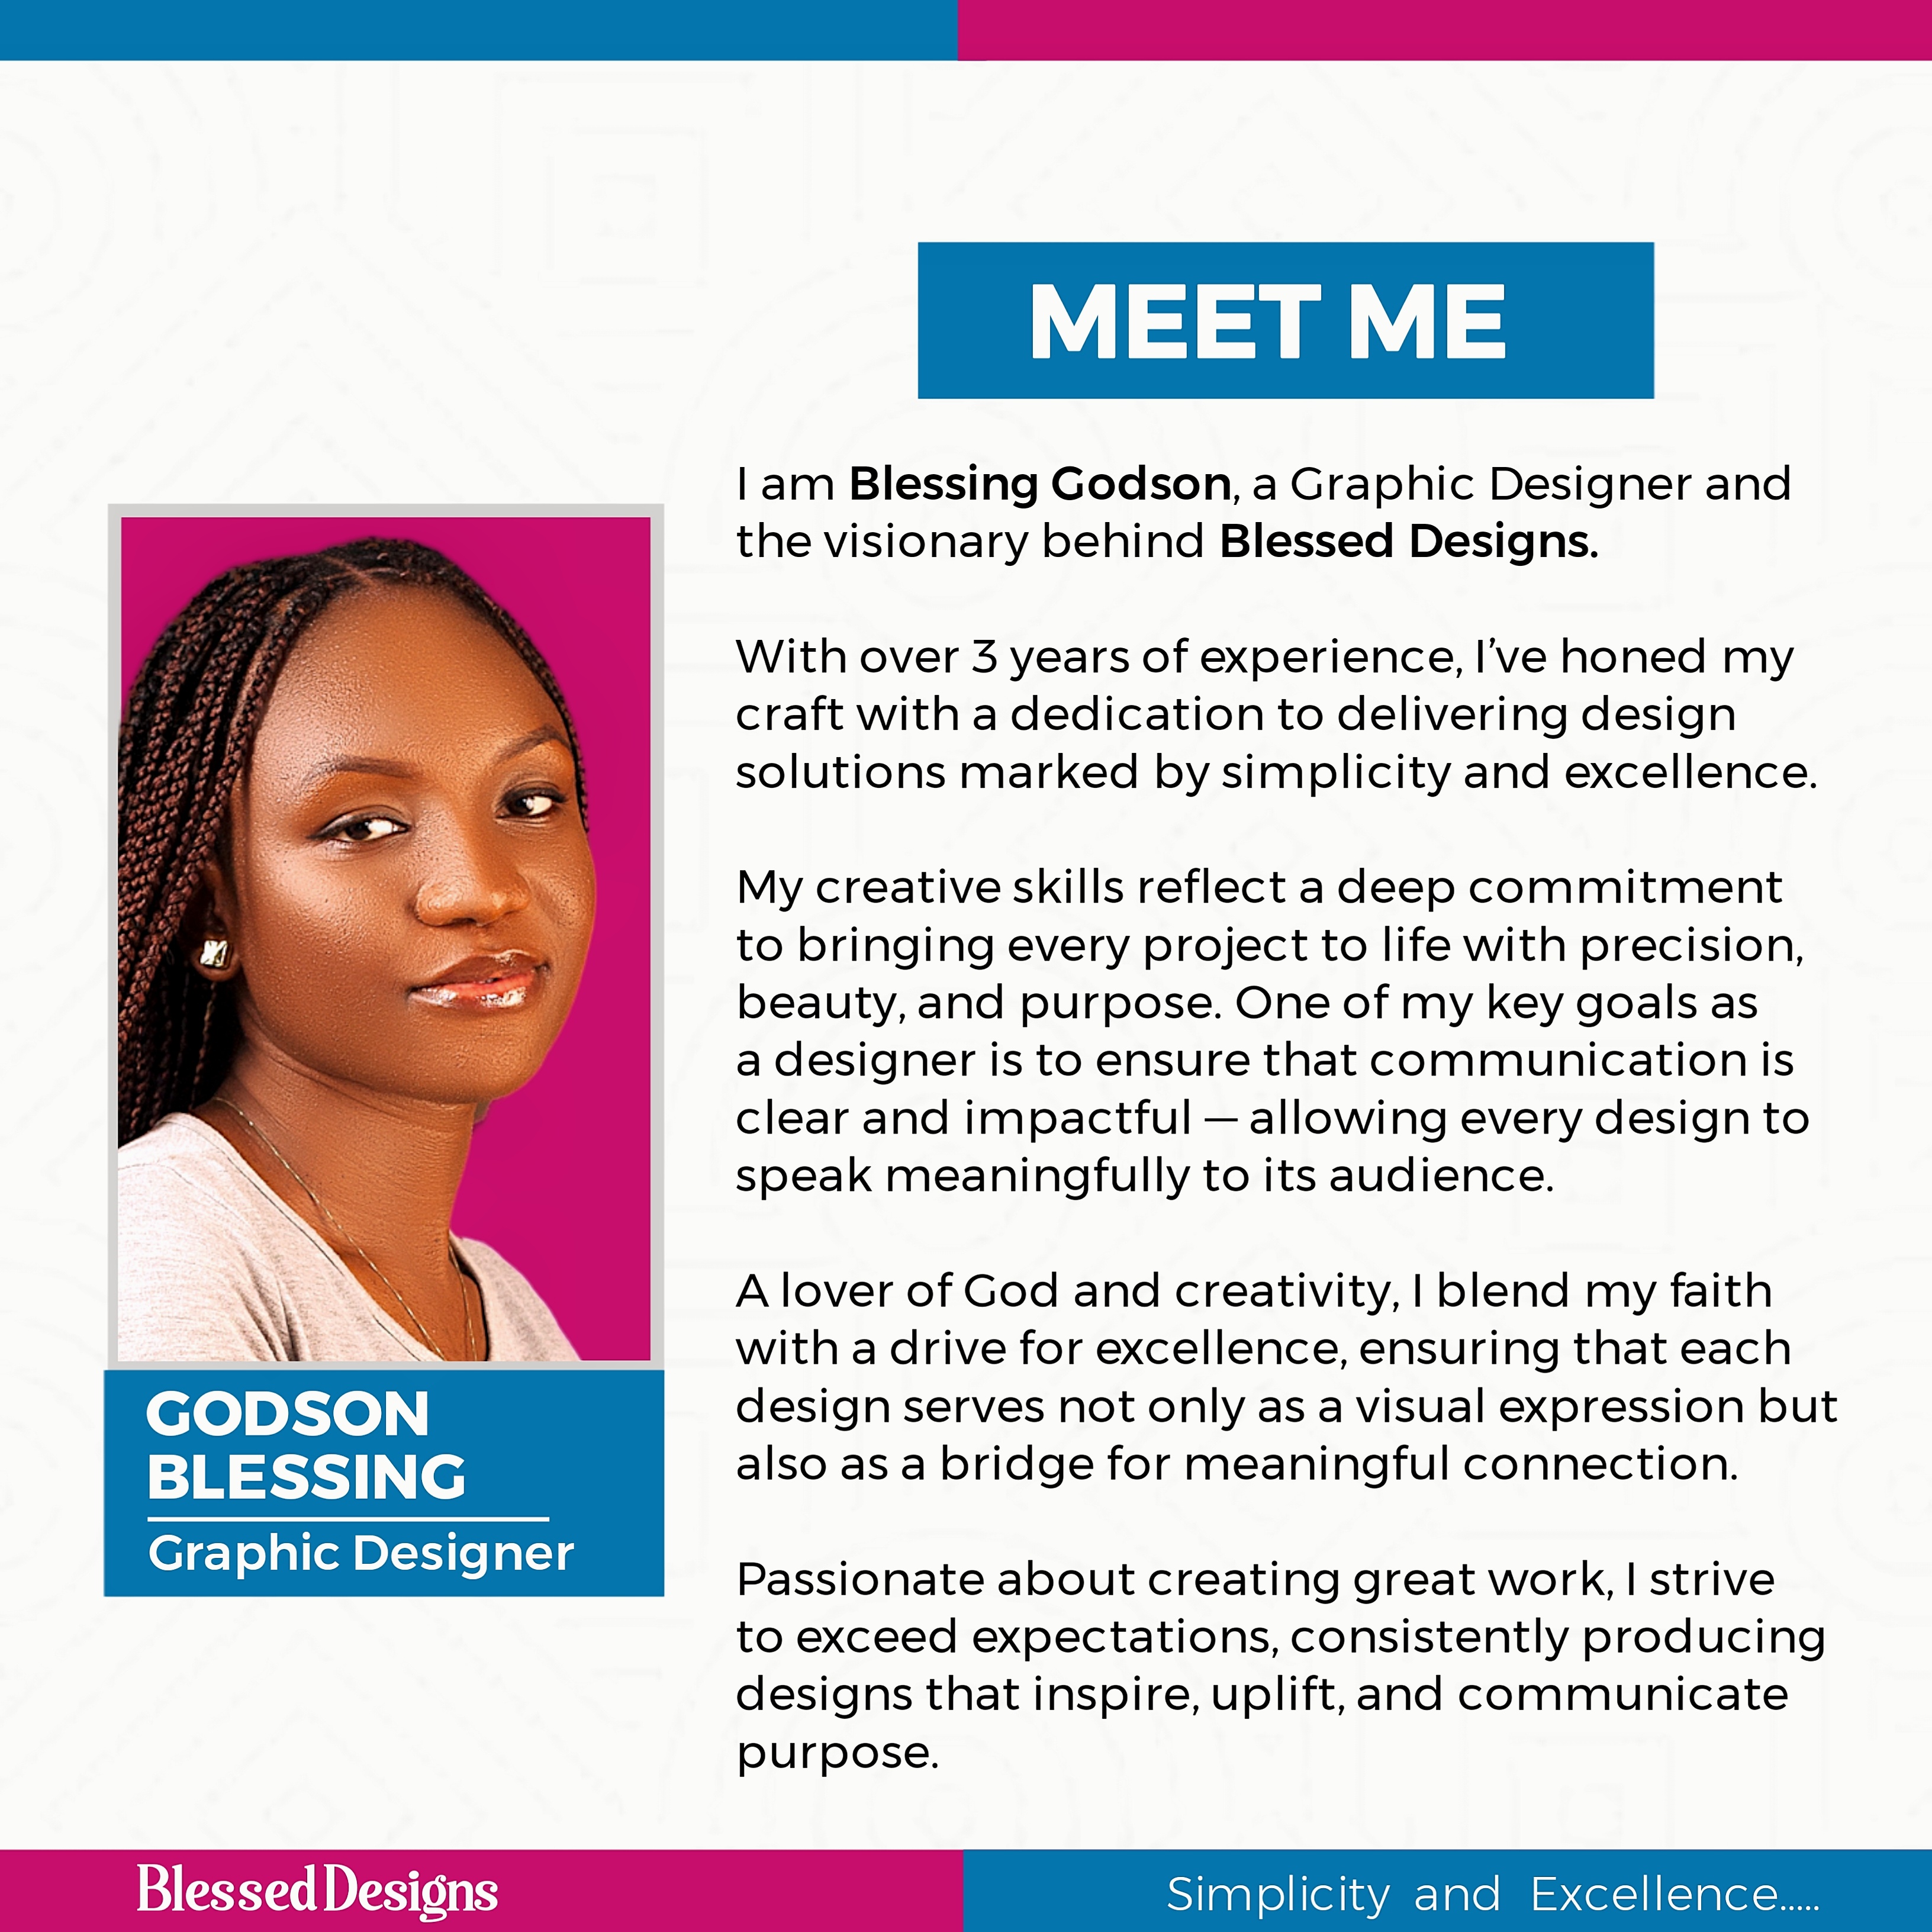 MEET ME
I am Blessing Godson, a Graphic Designer and
the visionary behind Blessed Designs.
With over 3 years of experience, I’ve honed my
craft with a dedication to delivering design
solutions marked by simplicity and excellence.
My creative skills reflect a deep commitment
to bringing every project to life with precision,
beauty, and purpose. One of my key goals as
a designer is to ensure that communication is
clear and impactful — allowing every design to
speak meaningfully to its audience.
A lover of God and creativity, I blend my faith
with a drive for excellence, ensuring that each
design serves not only as a visual expression but
also as a bridge for meaningful connection.
Passionate about creating great work, I strive
to exceed expectations, consistently producing
designs that inspire, uplift, and communicate
purpose.
GODSON
BLESSING
Graphic Designer
Blessed Designs
Simplicity and Excellence.....